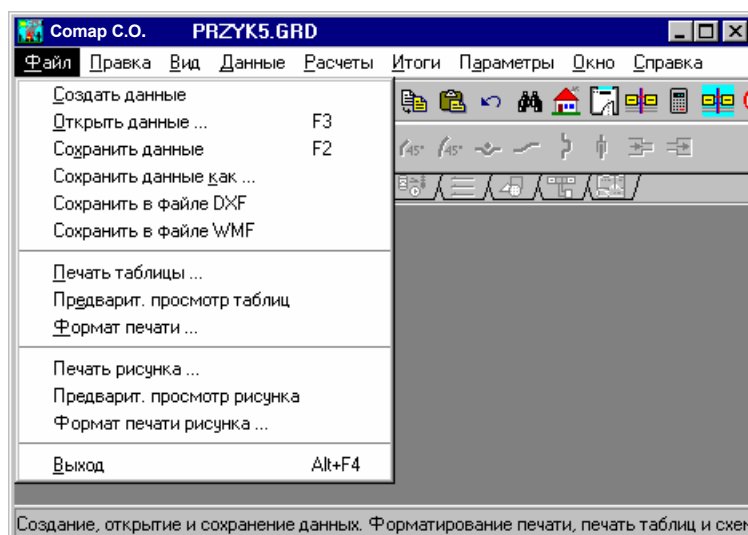 Comap C.O. PRZYK5.GRD
Файл Правка Вид Данные Расчеты Итоги Параметры Окно Справка
Создать данные
Открыть данные ... F3
Сохранить данные F2
Сохранить данные как ...
Сохранить в файле DXF
Сохранить в файле WMF
45° 45°
Печать таблицы ...
Предварит. просмотр таблиц
Формат печати ...
Печать рисунка ...
Предварит. просмотр рисунка
Формат печати рисунка ...
Выход Alt+F4
Создание, открытие и сохранение данных. Форматирование печати, печать таблиц и схем